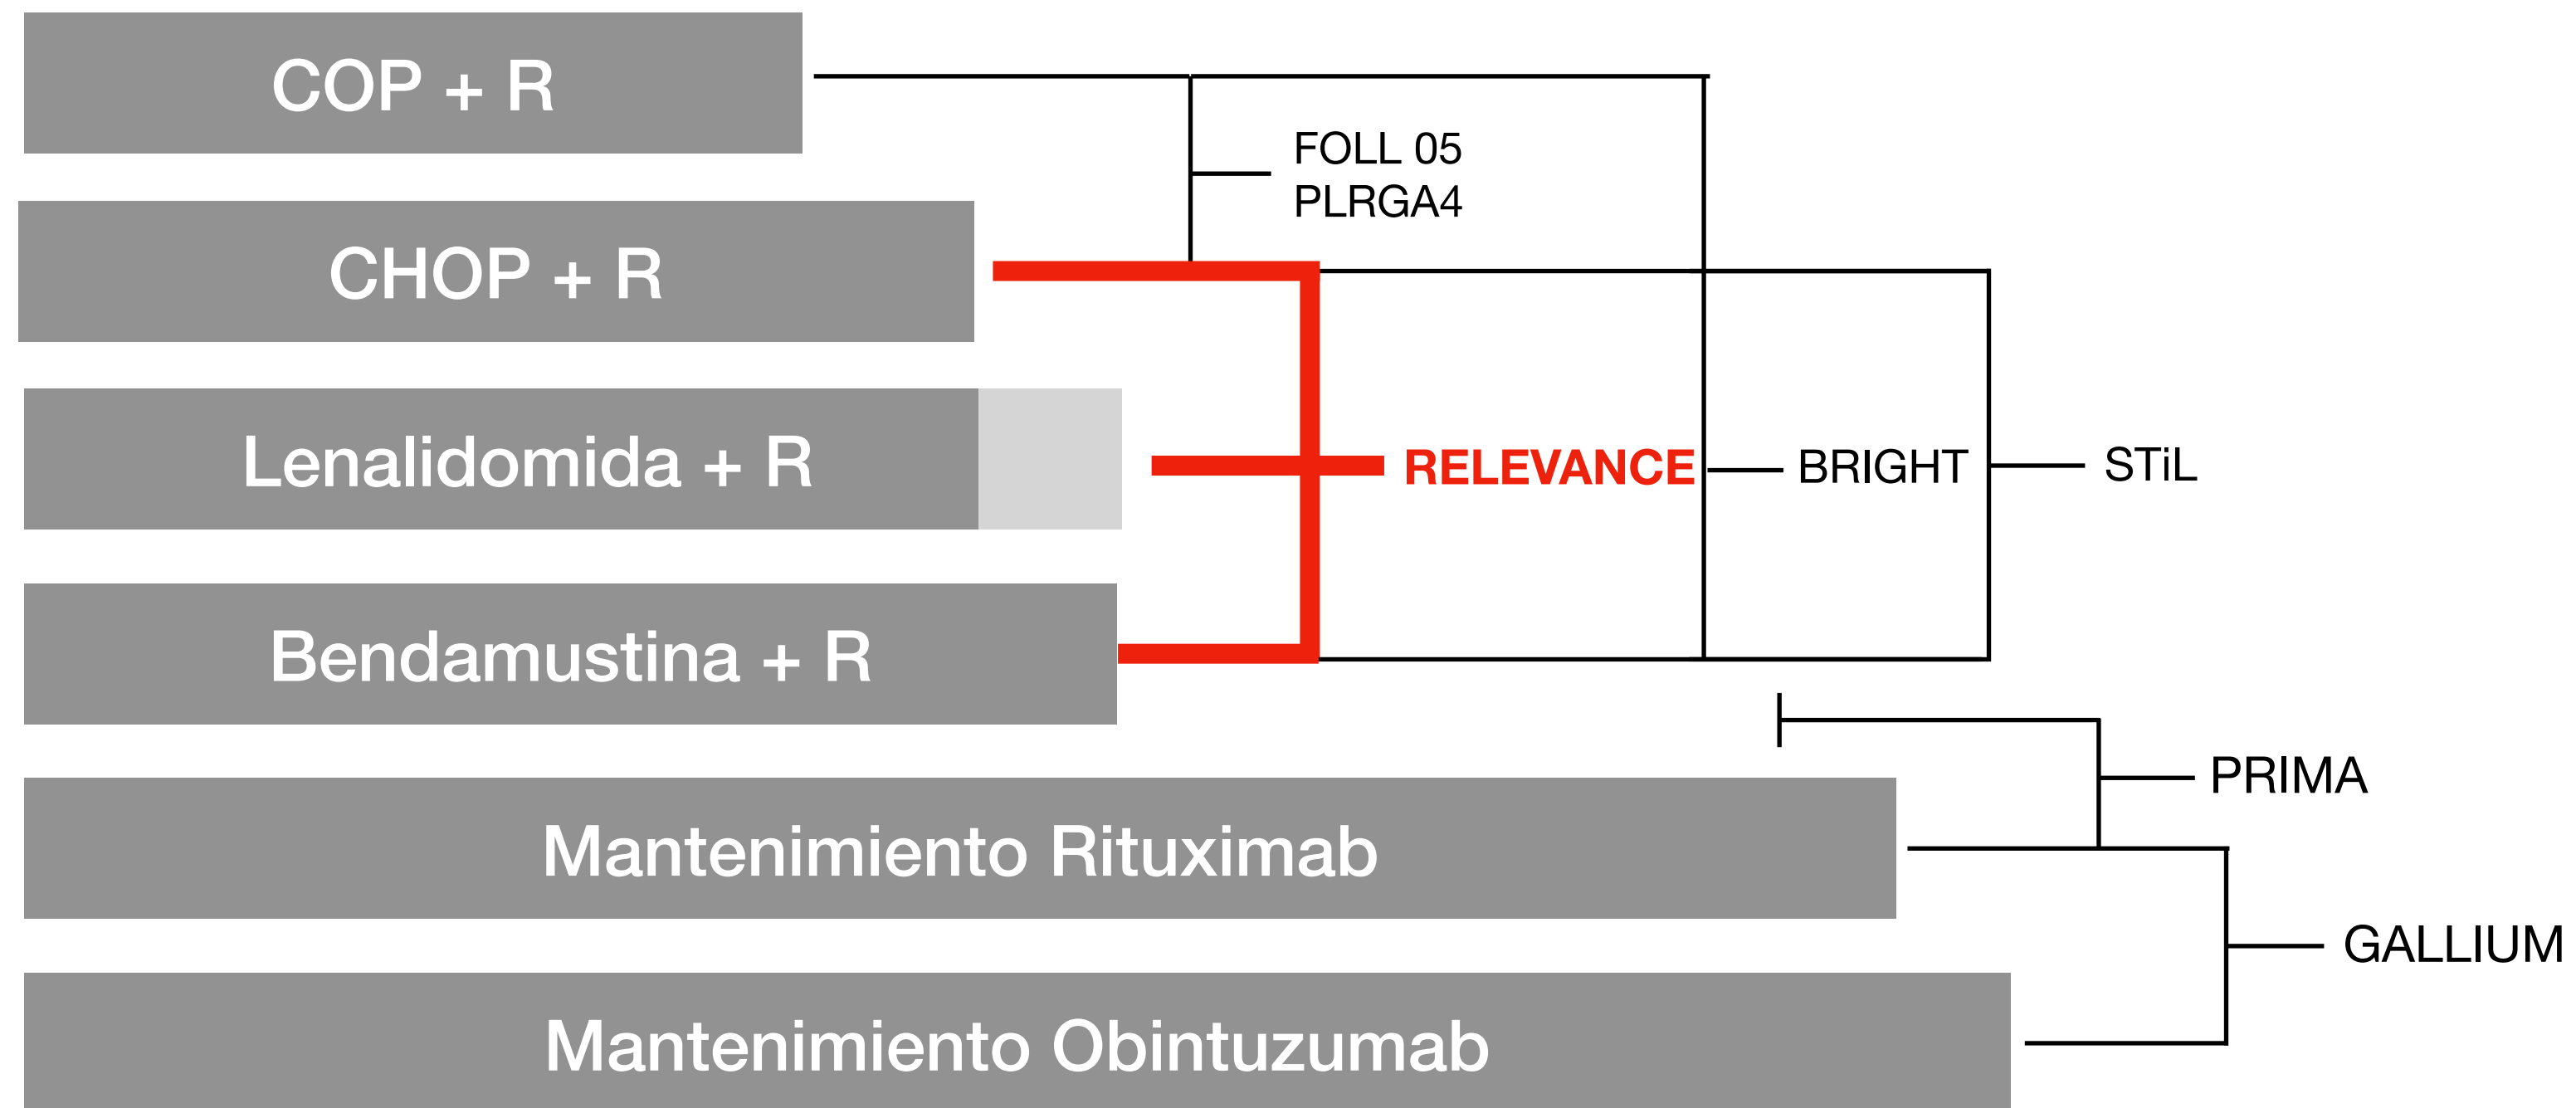 COP + R
FOLL 05
PLRGA4
CHOP + R
Lenalidomida + R
RELEVANCE
BRIGHT
STiL
Bendamustina + R
PRIMA
Mantenimiento Rituximab
GALLIUM
Mantenimiento Obintuzumab